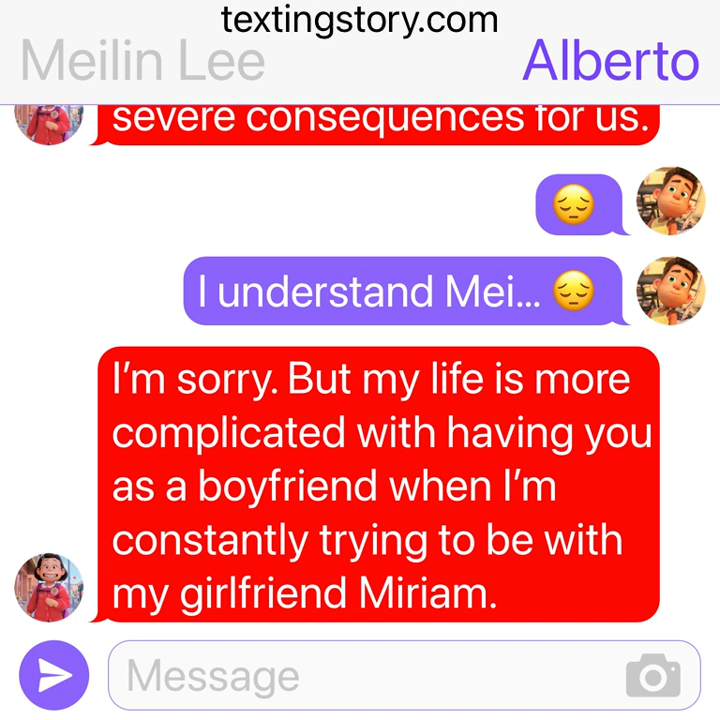 textingstory.com
Meilin Lee Alberto
severe consequences for us.
😔
I understand Mei... 😔
I'm sorry. But my life is more
complicated with having you
as a boyfriend when I'm
constantly trying to be with
my girlfriend Miriam.
Message